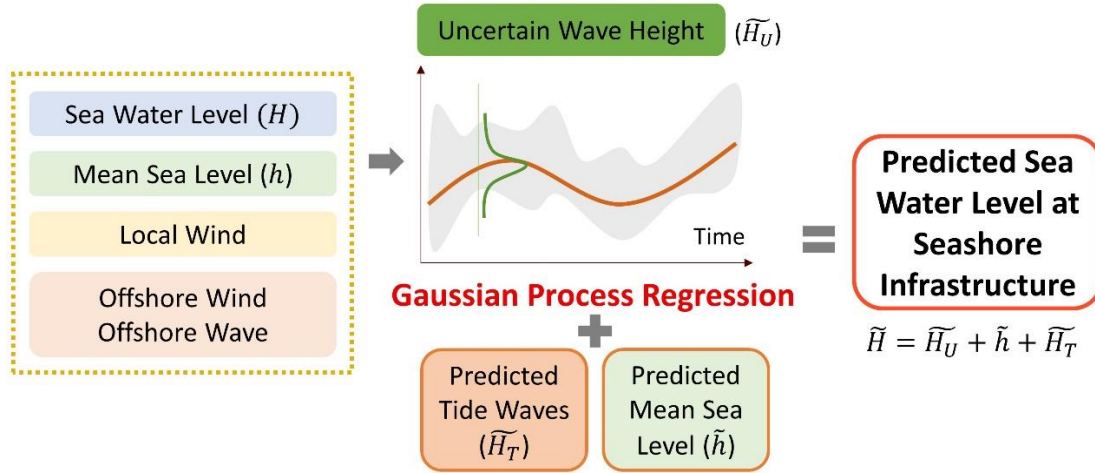 Uncertain Wave Height
(H̃_U)
Sea Water Level (H)
Mean Sea Level (h)
Local Wind
Offshore Wind
Offshore Wave
Time
Gaussian Process Regression
+
Predicted
Tide Waves
(H̃_T)
Predicted
Mean Sea
Level (h̃)
=
Predicted Sea
Water Level at
Seashore
Infrastructure
H̃ = H̃_U + h̃ + H̃_T